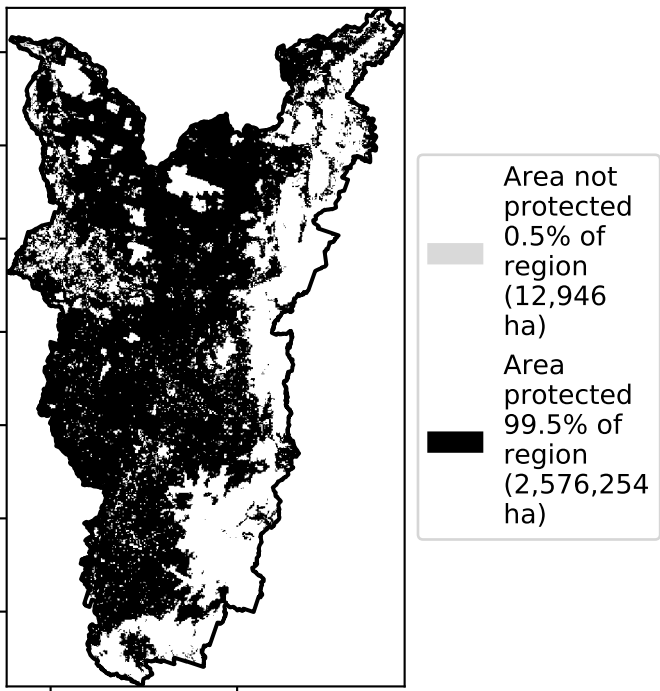 Area not
protected
0.5% of
region
(12,946
ha)
Area
protected
99.5% of
region
(2,576,254
ha)